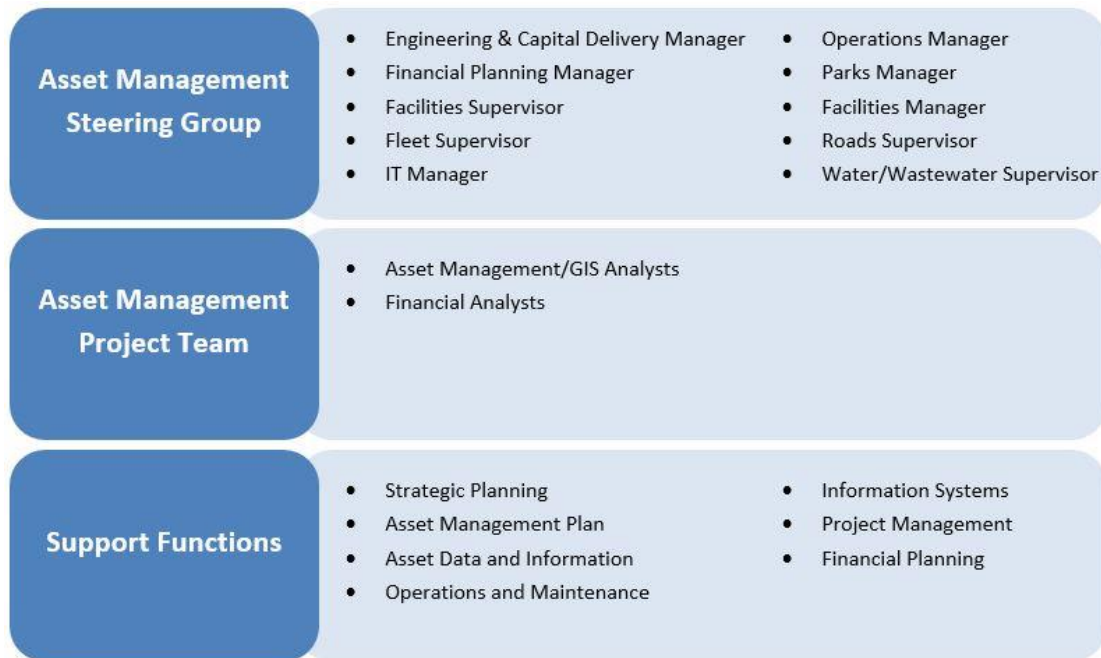 Asset Management
Steering Group
• Engineering & Capital Delivery Manager
• Financial Planning Manager
• Facilities Supervisor
• Fleet Supervisor
• IT Manager
• Operations Manager
• Parks Manager
• Facilities Manager
• Roads Supervisor
• Water/Wastewater Supervisor
Asset Management
Project Team
• Asset Management/GIS Analysts
• Financial Analysts
Support Functions
• Strategic Planning
• Asset Management Plan
• Asset Data and Information
• Operations and Maintenance
• Information Systems
• Project Management
• Financial Planning